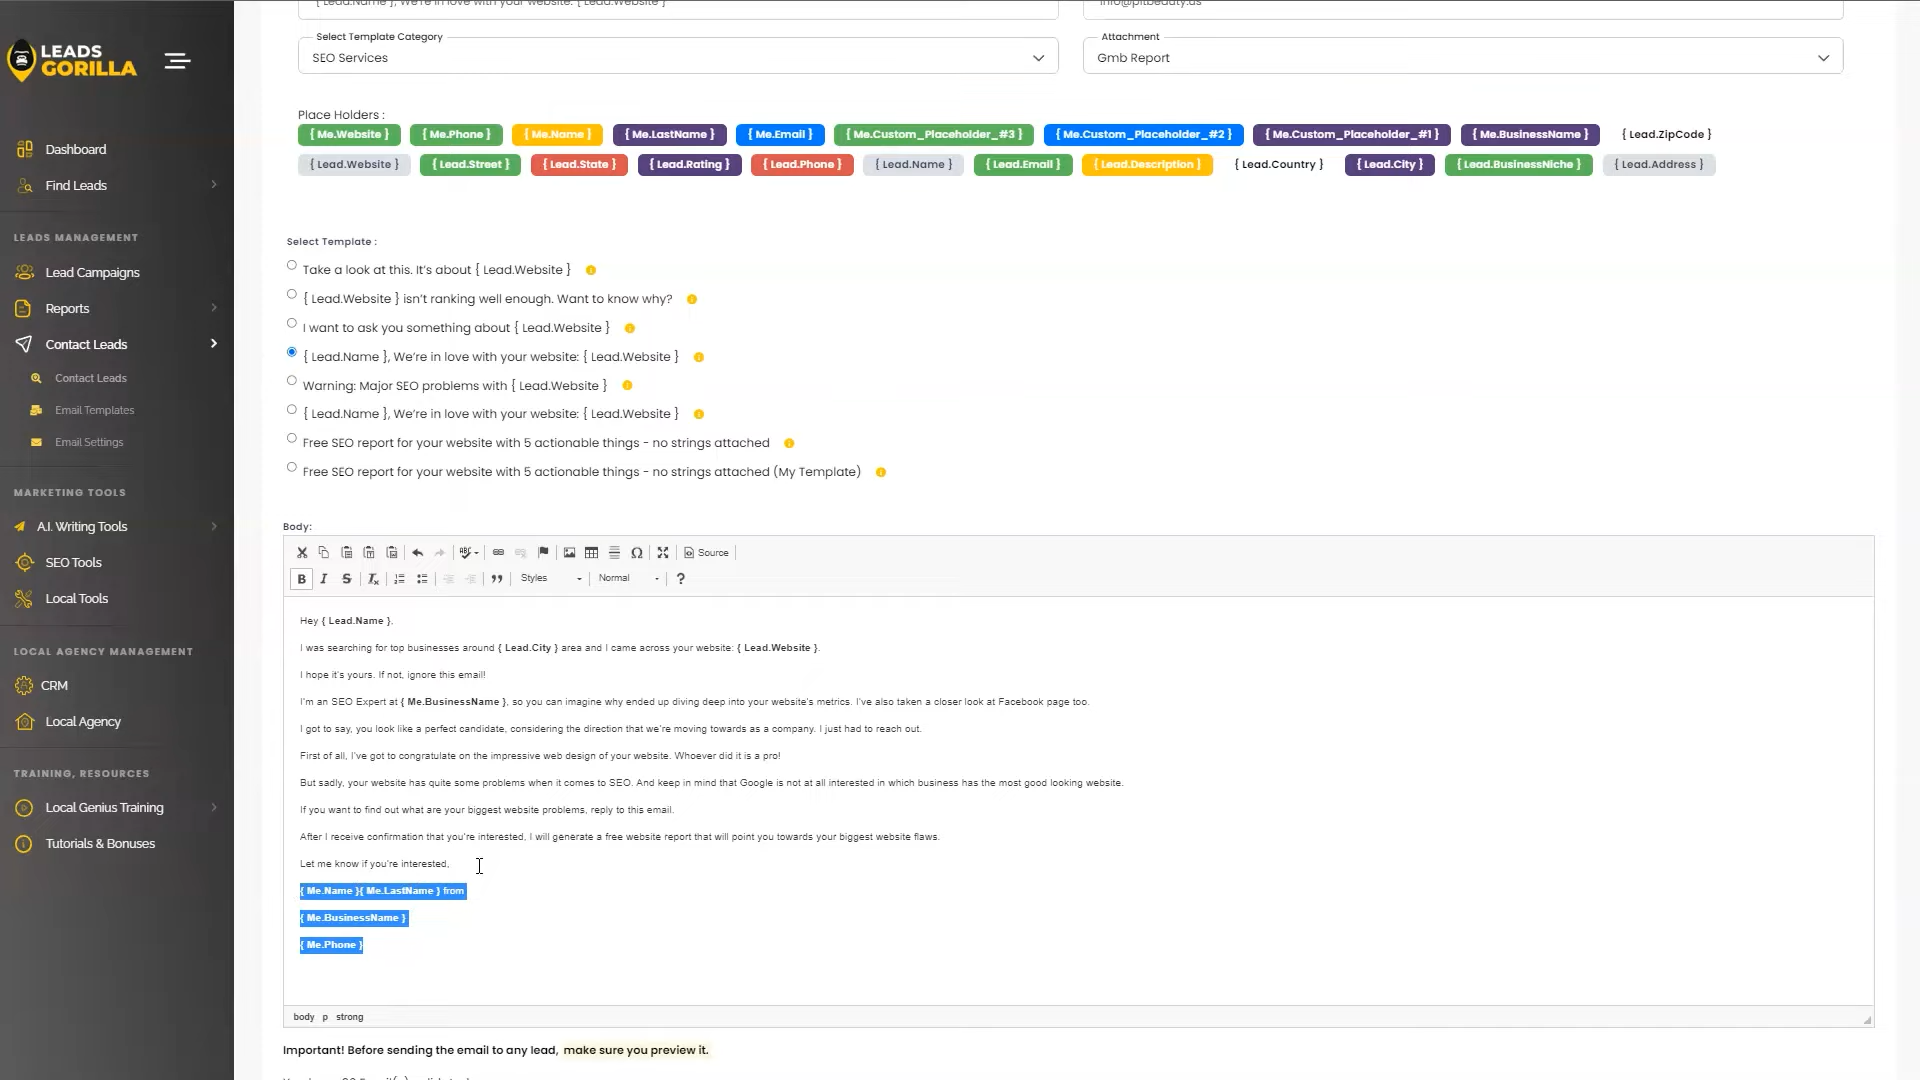 { Lead.Name }, We're in love with your website: { Lead.Website }
info@pitbeauty.us
LEADS
GORILLA
Select Template Category
SEO Services
Attachment
Gmb Report
Place Holders :
{ Me.Website } { Me.Phone } { Me.Name } { Me.LastName } { Me.Email } { Me.Custom_Placeholder_#3 } { Me.Custom_Placeholder_#2 } { Me.Custom_Placeholder_#1 } { Me.BusinessName } { Lead.ZipCode }
{ Lead.Website } { Lead.Street } { Lead.State } { Lead.Rating } { Lead.Phone } { Lead.Name } { Lead.Email } { Lead.Description } { Lead.Country } { Lead.City } { Lead.BusinessNiche } { Lead.Address }
Dashboard
Find Leads
LEADS MANAGEMENT
Lead Campaigns
Reports
Contact Leads
Contact Leads
Email Templates
Email Settings
MARKETING TOOLS
A.I. Writing Tools
SEO Tools
Local Tools
LOCAL AGENCY MANAGEMENT
CRM
Local Agency
TRAINING, RESOURCES
Local Genius Training
Tutorials & Bonuses
Select Template :
Take a look at this. It's about { Lead.Website }
{ Lead.Website } isn't ranking well enough. Want to know why?
I want to ask you something about { Lead.Website }
{ Lead.Name }, We're in love with your website: { Lead.Website }
Warning: Major SEO problems with { Lead.Website }
{ Lead.Name }, We're in love with your website: { Lead.Website }
Free SEO report for your website with 5 actionable things - no strings attached
Free SEO report for your website with 5 actionable things - no strings attached (My Template)
Body:
Source
B I S Styles Normal ?
Hey { Lead.Name },
I was searching for top businesses around { Lead.City } area and I came across your website: { Lead.Website }.
I hope it's yours. If not, ignore this email!
I'm an SEO Expert at { Me.BusinessName }, so you can imagine why ended up diving deep into your website's metrics. I've also taken a closer look at Facebook page too.
I got to say, you look like a perfect candidate, considering the direction that we're moving towards as a company. I just had to reach out.
First of all, I've got to congratulate on the impressive web design of your website. Whoever did it is a pro!
But sadly, your website has quite some problems when it comes to SEO. And keep in mind that Google is not at all interested in which business has the most good looking website.
If you want to find out what are your biggest website problems, reply to this email.
After I receive confirmation that you're interested, I will generate a free website report that will point you towards your biggest website flaws.
Let me know if you're interested,
{ Me.Name }{ Me.LastName } from
{ Me.BusinessName }
{ Me.Phone }
body p strong
Important! Before sending the email to any lead, make sure you preview it.